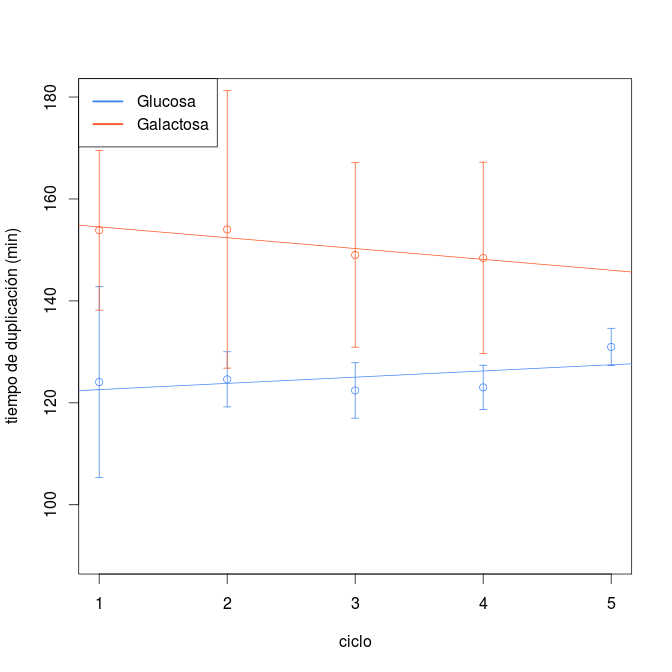 Glucosa
Galactosa
tiempo de duplicación (min)
180
160
140
120
100
1 2 3 4 5
ciclo